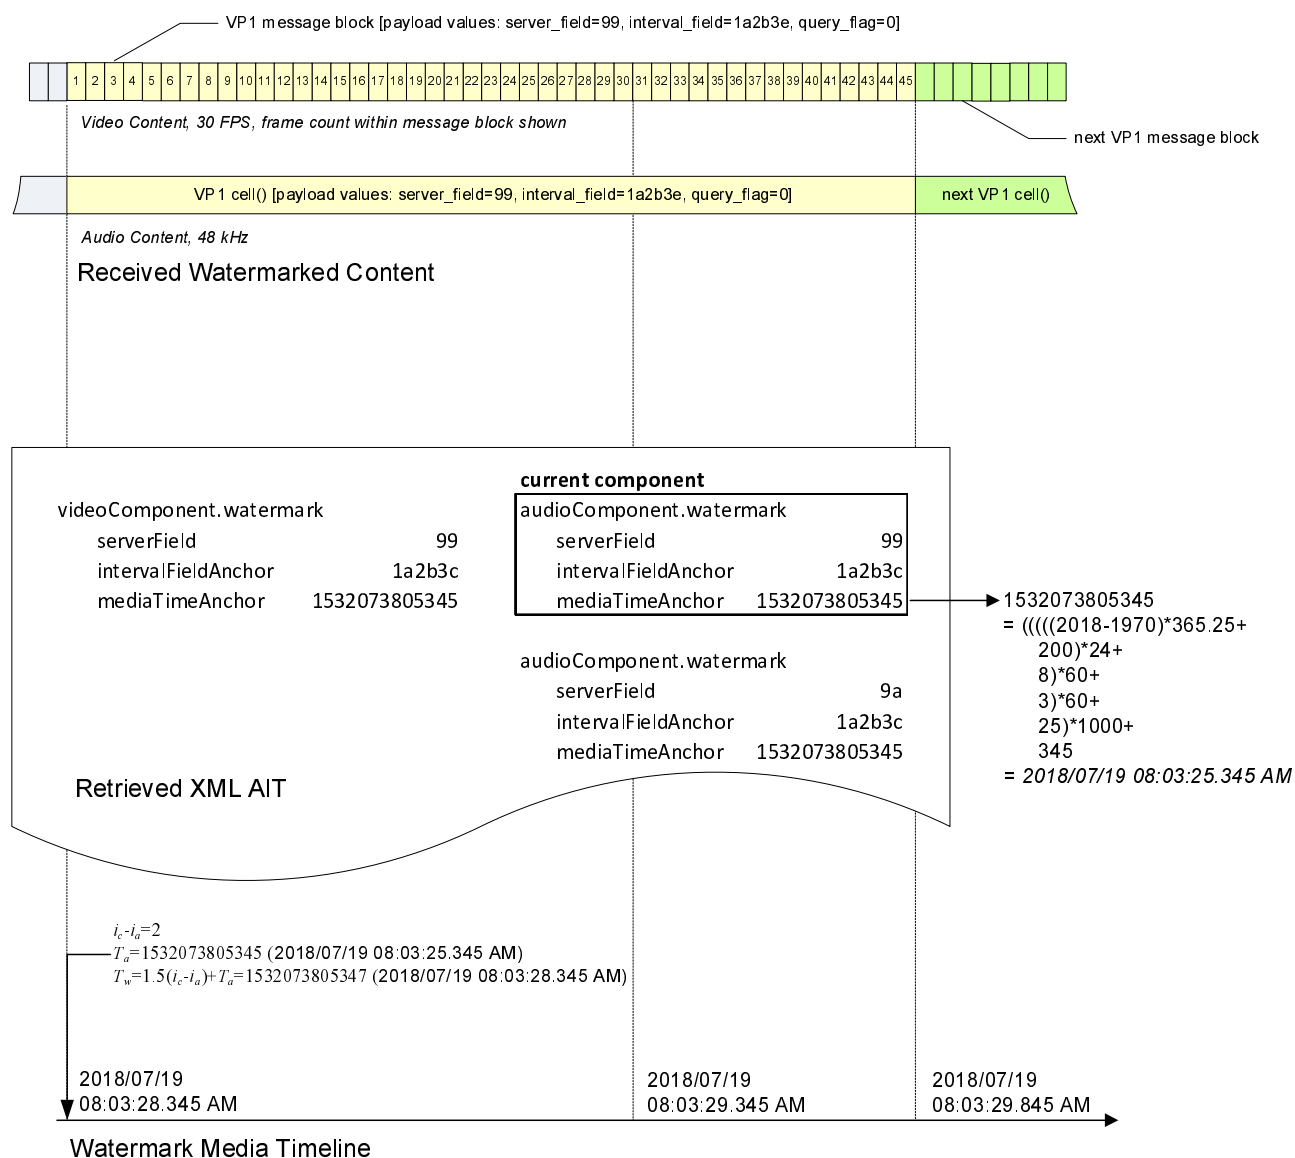 VP1 message block [payload values: server_field=99, interval_field=1a2b3e, query_flag=0]
1 2 3 4 5 6 7 8 9 10 11 12 13 14 15 16 17 18 19 20 21 22 23 24 25 26 27 28 29 30 31 32 33 34 35 36 37 38 39 40 41 42 43 44 45
Video Content, 30 FPS, frame count within message block shown
next VP1 message block
VP1 cell() [payload values: server_field=99, interval_field=1a2b3e, query_flag=0]
next VP1 cell()
Audio Content, 48 kHz
Received Watermarked Content
current component
videoComponent.watermark
serverField 99
intervalFieldAnchor 1a2b3c
mediaTimeAnchor 1532073805345
audioComponent.watermark
serverField 99
intervalFieldAnchor 1a2b3c
mediaTimeAnchor 1532073805345
1532073805345
= (((((2018-1970)*365.25+
200)*24+
8)*60+
3)*60+
25)*1000+
345
= 2018/07/19 08:03:25.345 AM
audioComponent.watermark
serverField 9a
intervalFieldAnchor 1a2b3c
mediaTimeAnchor 1532073805345
Retrieved XML AIT
ic-ia=2
Ta=1532073805345 (2018/07/19 08:03:25.345 AM)
Tw=1.5(ic-ia)+Ta=1532073805347 (2018/07/19 08:03:28.345 AM)
2018/07/19
08:03:28.345 AM
2018/07/19
08:03:29.345 AM
2018/07/19
08:03:29.845 AM
Watermark Media Timeline